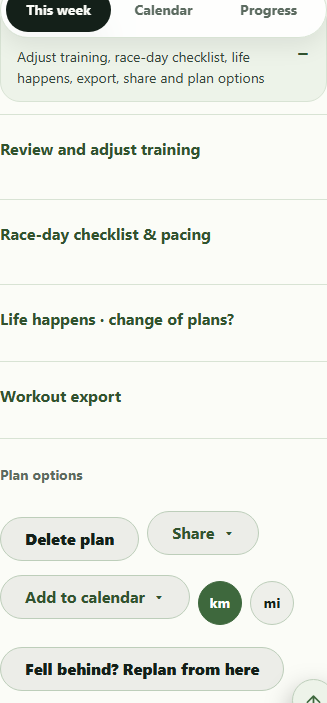 This week
Calendar
Progress
Adjust training, race-day checklist, life
happens, export, share and plan options
Review and adjust training
Race-day checklist & pacing
Life happens · change of plans?
Workout export
Plan options
Delete plan
Share
Add to calendar
km
mi
Fell behind? Replan from here